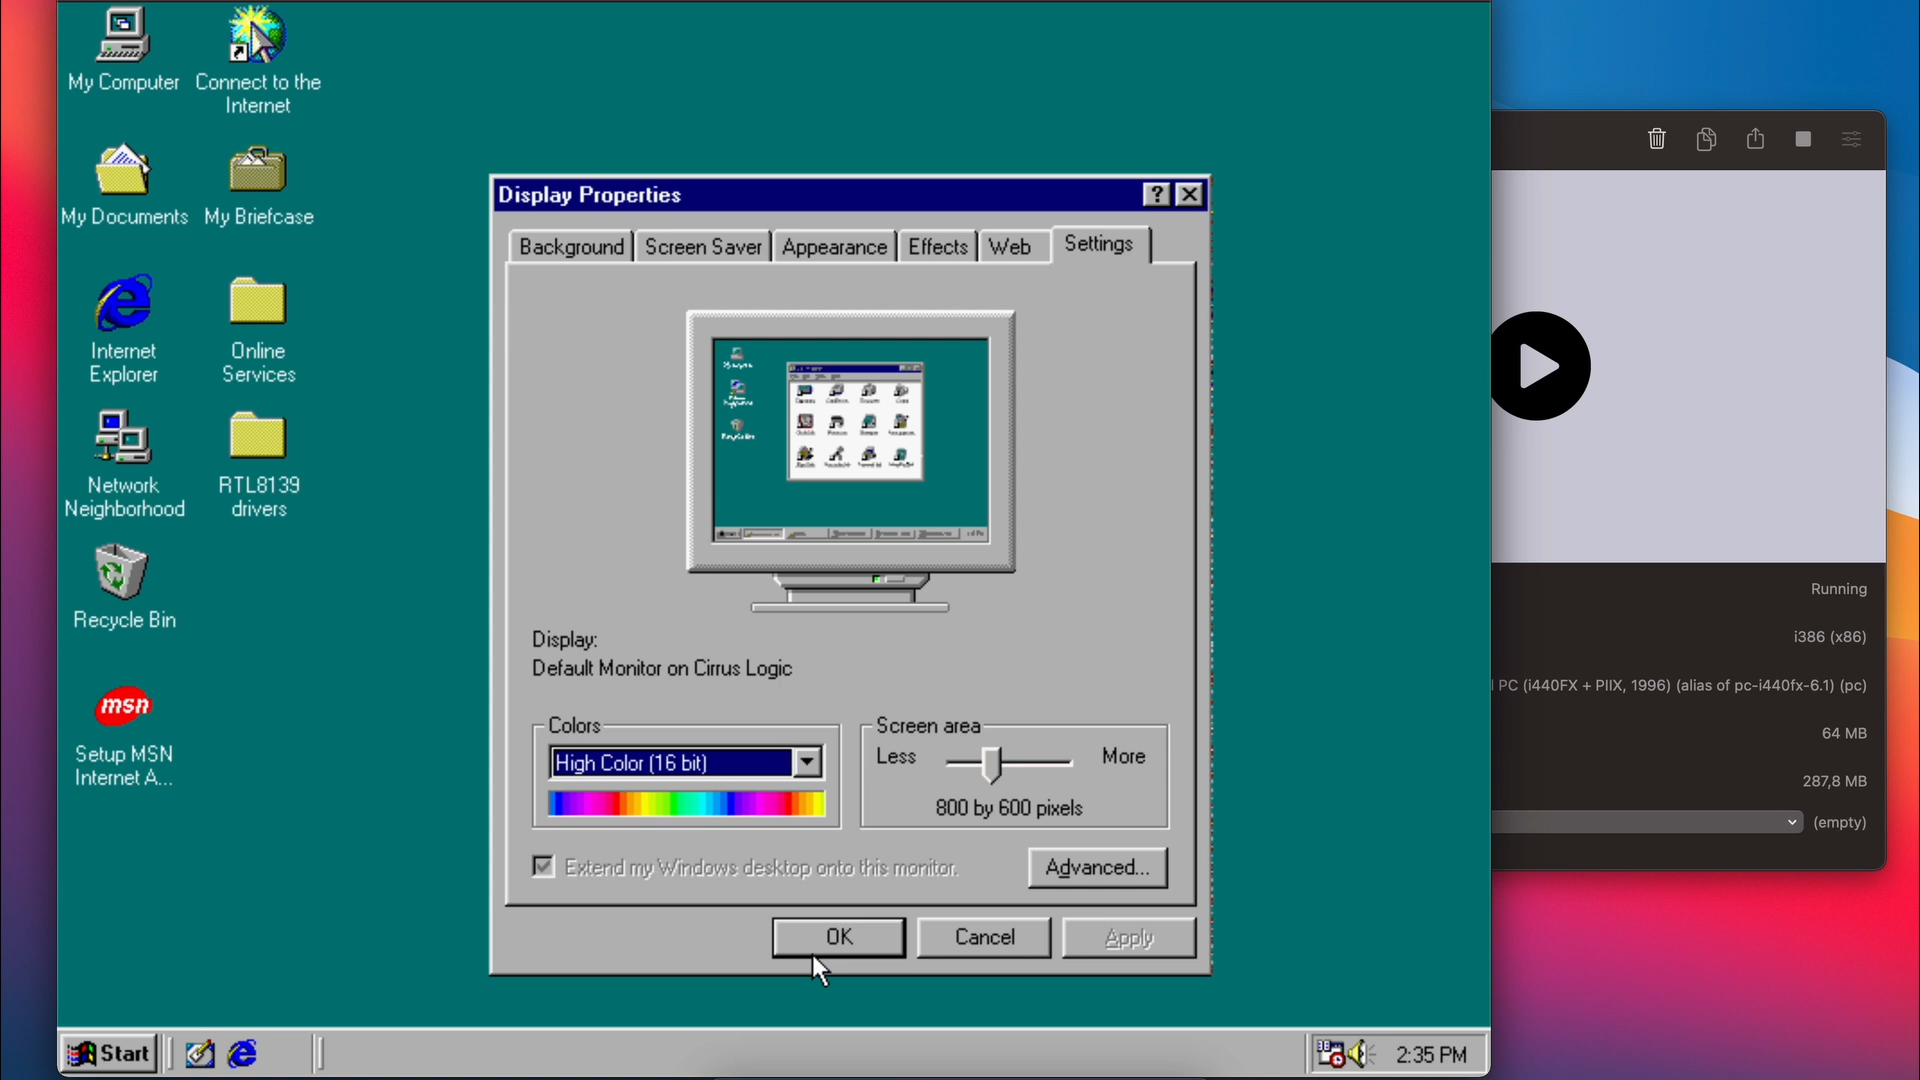 My Computer
Connect to the
Internet
My Documents
My Briefcase
Internet
Explorer
Online
Services
Network
Neighborhood
RTL8139
drivers
Recycle Bin
msn
Setup MSN
Internet A...
Display Properties
Background
Screen Saver
Appearance
Effects
Web
Settings
Display:
Default Monitor on Cirrus Logic
Colors
High Color (16 bit)
Screen area
Less
More
800 by 600 pixels
Extend my Windows desktop onto this monitor.
Advanced...
OK
Cancel
Apply
Start
2:35 PM
Running
i386 (x86)
PC (i440FX + PIIX, 1996) (alias of pc-i440fx-6.1) (pc)
64 MB
287,8 MB
(empty)